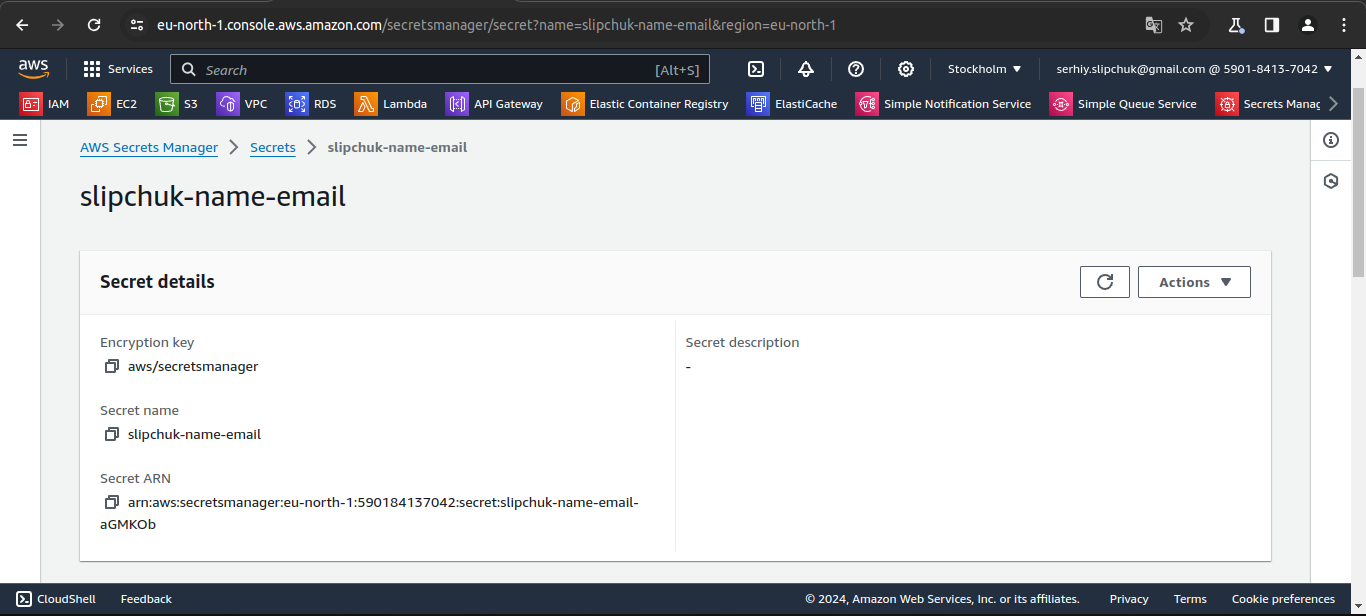 eu-north-1.console.aws.amazon.com/secretsmanager/secret?name=slipchuk-name-email&region=eu-north-1
aws Services Search [Alt+S] Stockholm serhiy.slipchuk@gmail.com @ 5901-8413-7042
IAM EC2 S3 VPC RDS Lambda API Gateway Elastic Container Registry ElastiCache Simple Notification Service Simple Queue Service Secrets Manag
AWS Secrets Manager Secrets slipchuk-name-email
slipchuk-name-email
Secret details Actions
Encryption key Secret description
aws/secretsmanager -
Secret name
slipchuk-name-email
Secret ARN
arn:aws:secretsmanager:eu-north-1:590184137042:secret:slipchuk-name-email-
aGMKOb
CloudShell Feedback © 2024, Amazon Web Services, Inc. or its affiliates. Privacy Terms Cookie preferences